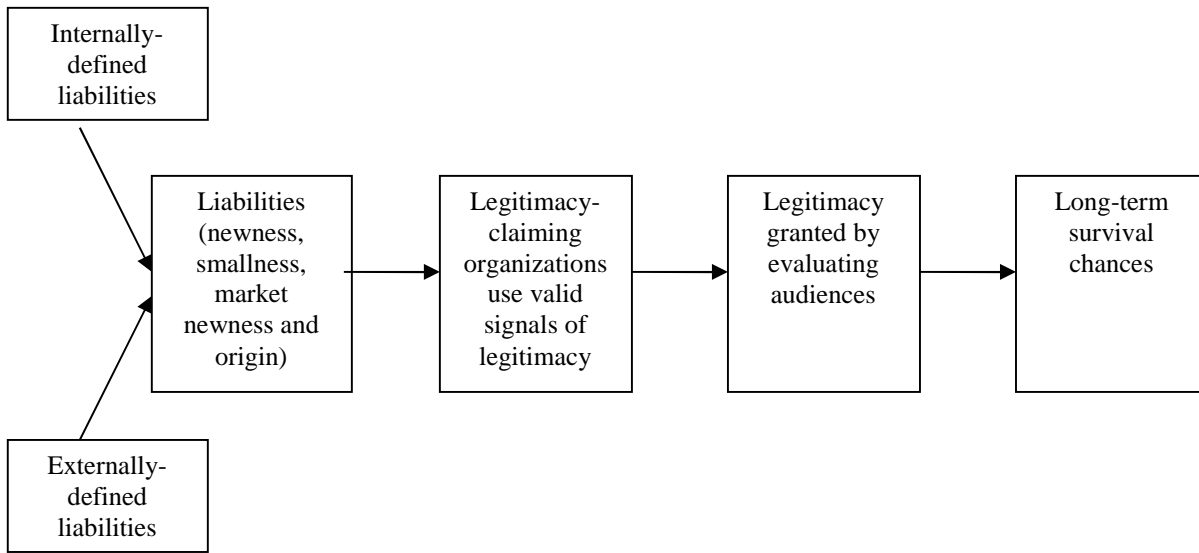 Internally-
defined
liabilities
Liabilities
(newness,
smallness,
market
newness and
origin)
Legitimacy-
claiming
organizations
use valid
signals of
legitimacy
Legitimacy
granted by
evaluating
audiences
Long-term
survival
chances
Externally-
defined
liabilities